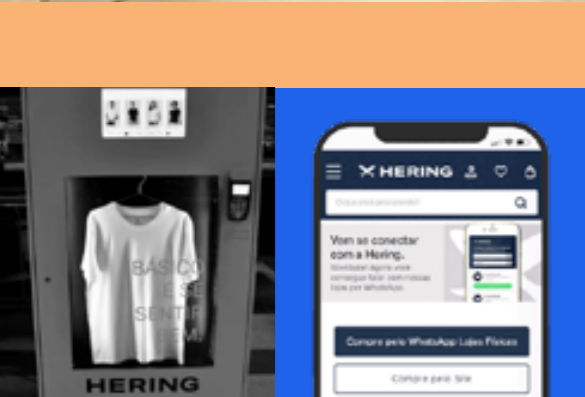 BÁSICO
É SE
SENTIR
BEM.
HERING
HERING
Vem se conectar
com a Hering.
Compre pelo WhatsApp Lojas Físicas
Compre pelo Site